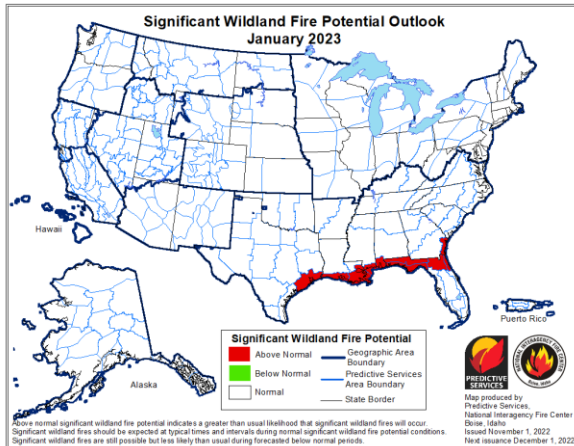 Significant Wildland Fire Potential Outlook
January 2023
Hawaii
Alaska
Puerto Rico
Significant Wildland Fire Potential
Above Normal
Below Normal
Normal
Geographic Area
Boundary
Predictive Services
Area Boundary
State Border
PREDICTIVE
SERVICES
NATIONAL INTERAGENCY FIRE CENTER
Boise, Idaho
Map produced by
Predictive Services,
National Interagency Fire Center
Boise, Idaho
Issued November 1, 2022
Next issuance December 1, 2022
Above normal significant wildland fire potential indicates a greater than usual likelihood that significant wildland fires will occur.
Significant wildland fires should be expected at typical times and intervals during normal significant wildland fire potential conditions.
Significant wildland fires are still possible but less likely than usual during forecasted below normal periods.